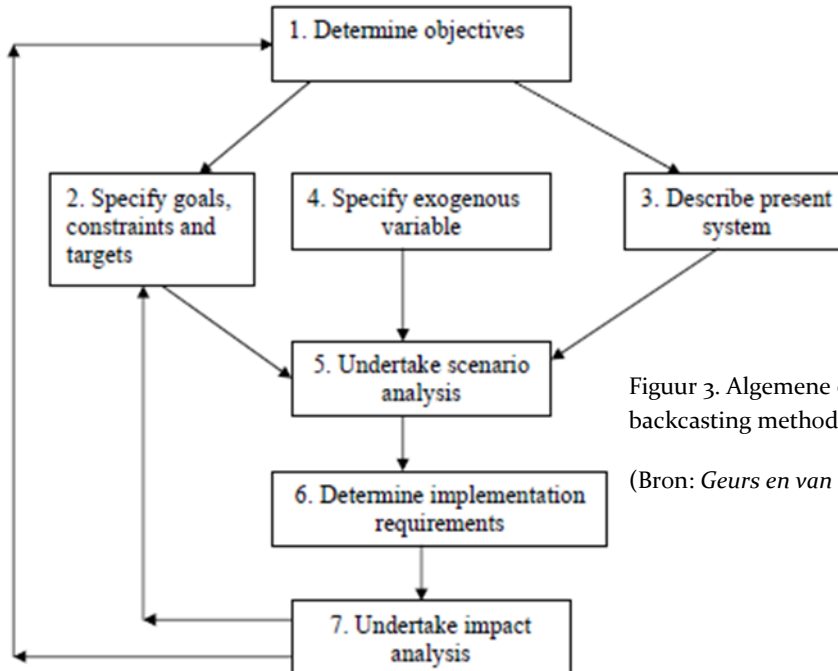 1. Determine objectives
2. Specify goals,
constraints and
targets
4. Specify exogenous
variable
3. Describe present
system
5. Undertake scenario
analysis
Figuur 3. Algemene
backcasting method
(Bron: Geurs en van
6. Determine implementation
requirements
7. Undertake impact
analysis